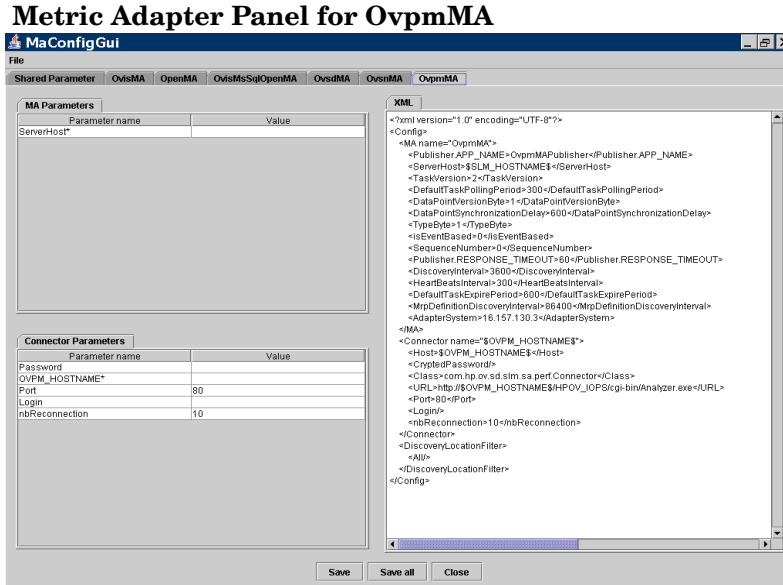 Metric Adapter Panel for OvpmMA
MaConfigGui
File
Shared Parameter OvisMA OpenMA OvisMsSqlOpenMA OvsdMA OvsnMA OvpmMA
MA Parameters
Parameter name Value
ServerHost*
Connector Parameters
Parameter name Value
Password
OVPM_HOSTNAME*
Port 80
Login
nbReconnection 10
XML
<?xml version="1.0" encoding="UTF-8"?>
<Config>
<MA name="OvpmMA">
<Publisher.APP_NAME>OvpmMAPublisher</Publisher.APP_NAME>
<ServerHost>$SLM_HOSTNAME$</ServerHost>
<TaskVersion>2</TaskVersion>
<DefaultTaskPollingPeriod>300</DefaultTaskPollingPeriod>
<DataPointVersionByte>1</DataPointVersionByte>
<DataPointSynchronizationDelay>600</DataPointSynchronizationDelay>
<TypeByte>1</TypeByte>
<isEventBased>0</isEventBased>
<SequenceNumber>0</SequenceNumber>
<Publisher.RESPONSE_TIMEOUT>60</Publisher.RESPONSE_TIMEOUT>
<DiscoveryInterval>3600</DiscoveryInterval>
<HeartBeatsInterval>300</HeartBeatsInterval>
<DefaultTaskExpirePeriod>600</DefaultTaskExpirePeriod>
<MrpDefinitionDiscoveryInterval>86400</MrpDefinitionDiscoveryInterval>
<AdapterSystem>16.157.130.3</AdapterSystem>
</MA>
<Connector name="$OVPM_HOSTNAME$">
<Host>$OVPM_HOSTNAME$</Host>
<CryptedPassword/>
<Class>com.hp.ov.sd.slm.sa.perf.Connector</Class>
<URL>http://$OVPM_HOSTNAME$/HPOV_IOPS/cgi-bin/Analyzer.exe</URL>
<Port>80</Port>
<Login/>
<nbReconnection>10</nbReconnection>
</Connector>
<DiscoveryLocationFilter>
<All/>
</DiscoveryLocationFilter>
</Config>
Save Save all Close